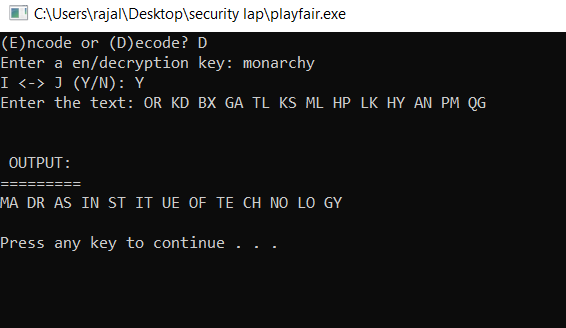 C:\Users\rajal\Desktop\security lap\playfair.exe
(E)ncode or (D)ecode? D
Enter a en/decryption key: monarchy
I <-> J (Y/N): Y
Enter the text: OR KD BX GA TL KS ML HP LK HY AN PM QG
OUTPUT:
=========
MA DR AS IN ST IT UE OF TE CH NO LO GY
Press any key to continue . . .